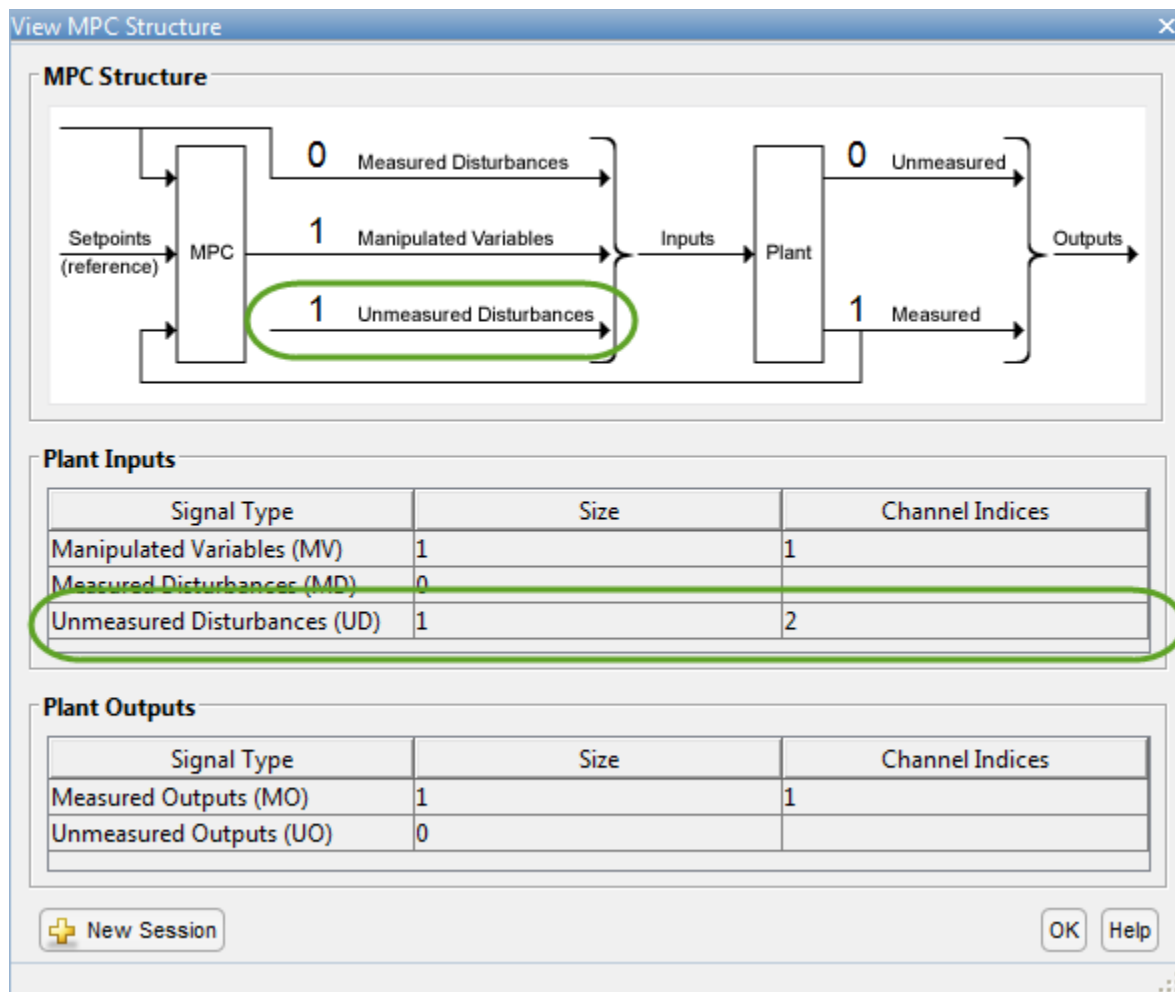 View MPC Structure
MPC Structure
0 Measured Disturbances
0 Unmeasured
Setpoints
(reference)
MPC
1 Manipulated Variables
Inputs
Plant
Outputs
1 Unmeasured Disturbances
1 Measured
Plant Inputs
Signal Type Size Channel Indices
Manipulated Variables (MV) 1 1
Measured Disturbances (MD) 0
Unmeasured Disturbances (UD) 1 2
Plant Outputs
Signal Type Size Channel Indices
Measured Outputs (MO) 1 1
Unmeasured Outputs (UO) 0
New Session OK Help